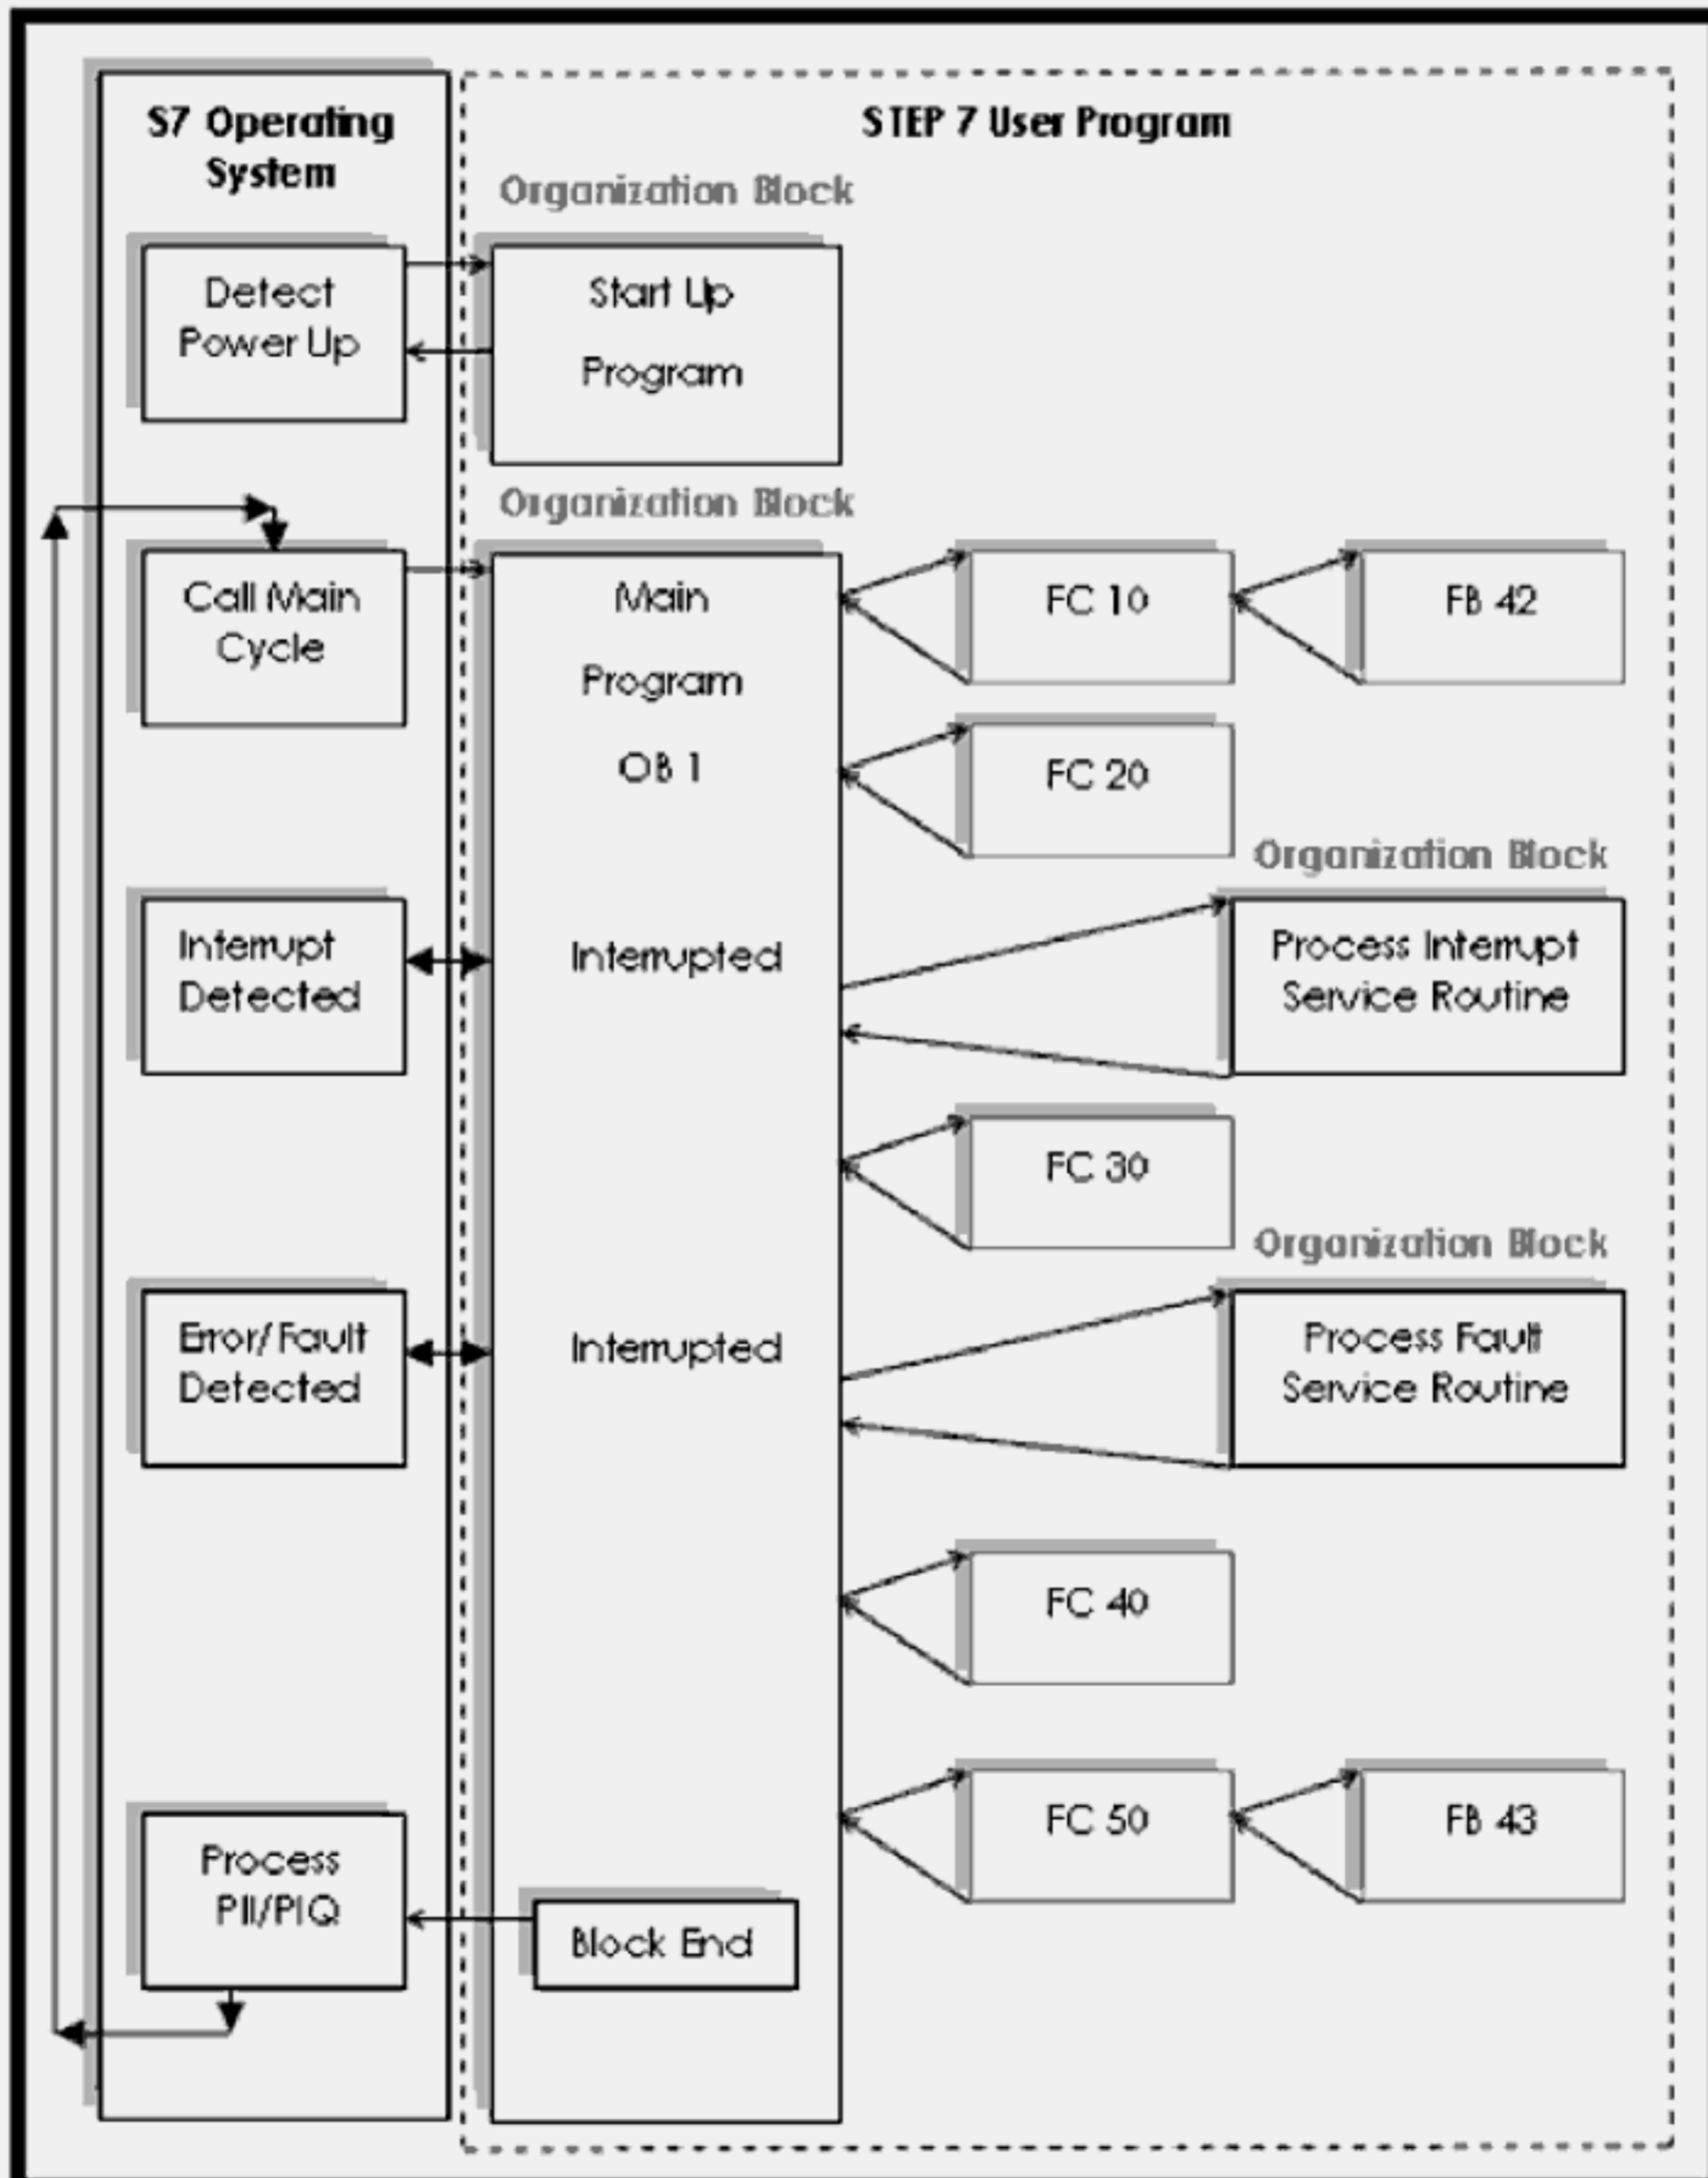 S7 Operating
System
STEP 7 User Program
Organization Block
Detect
Power Up
Start Up
Program
Organization Block
Call Main
Cycle
Main
Program
OB 1
FC 10
FB 42
FC 20
Organization Block
Interrupt
Detected
Interrupted
Process Interrupt
Service Routine
FC 30
Organization Block
Error/Fault
Detected
Interrupted
Process Fault
Service Routine
FC 40
FC 50
FB 43
Process
PII/PIQ
Block End